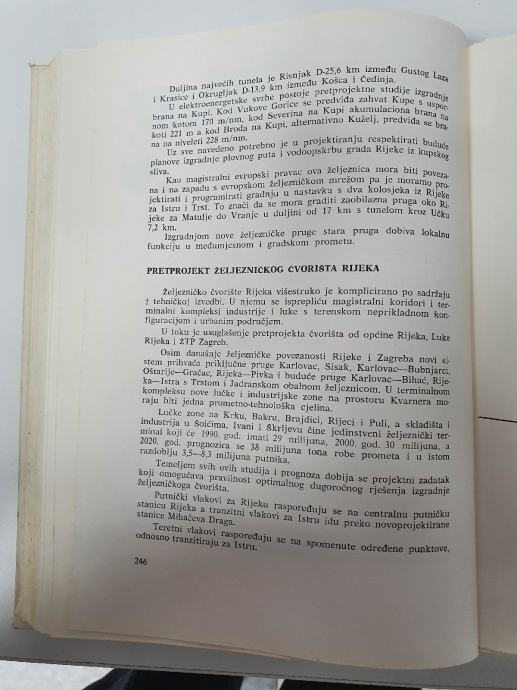 Duljina najvećih tunela je Risnjak D-25,6 km između Gustog Laza
i Krasice i Okrugljak D-13,9 km između Košca i Čedinja.
U elektroenergetske svrhe postoje pretprojektne studije izgradnje
brana na Kupi. Kod Vukove Gorice se predviđa zahvat Kupe s uspor-
nom kotom 170 m/nm, kod Severina na Kupi akumulaciona brana na
koti 221 m a kod Broda na Kupi, alternativno Kuželj, predviđa se bra-
na na niveleti 228 m/nm.
Uz sve navedeno potrebno je u projektiranju respektirati buduće
planove izgradnje plovnog puta i vodoopskrbu grada Rijeke iz kupskog
sliva.
Kao magistralni evropski pravac ova željeznica mora biti poveza-
na i na zapadu s evropskom željezničkom mrežom pa je moramo pro-
jektirati i programirati gradnju u nastavku s dva kolosjeka iz Rijeke
za Istru i Trst. To znači da se mora graditi zaobilazna pruga oko Ri-
jeke za Matulje do Vranje u duljini od 17 km s tunelom kroz Učku
7,2 km.
Izgradnjom nove željezničke pruge stara pruga dobiva lokalnu
funkciju u međumjesnom i gradskom prometu.
PRETPROJEKT ŽELJEZNIČKOG ČVORIŠTA RIJEKA
Željezničko čvorište Rijeka višestruko je komplicirano po sadržaju
i tehničkoj izvedbi. U njemu se isprepliću magistralni koridori i ter-
minalni kompleksi industrije i luke s terenskom neprikladnom kon-
figuracijom i urbanim područjem.
U toku je usuglašenje pretprojekta čvorišta od općine Rijeka, Luke
Rijeka i ŽTP Zagreb.
Osim današnje željezničke povezanosti Rijeke i Zagreba novi si-
stem prihvaća priključne pruge Karlovac, Sisak, Karlovac—Bubnjarci,
Oštarije—Gračac, Rijeka—Pivka i buduće pruge Karlovac—Bihać, Rije-
ka—Istra s Trstom i Jadranskom obalnom željeznicom. U terminalnom
kompleksu nove lučke i industrijske zone na prostoru Kvarnera mo-
raju biti jedna prometno-tehnološka cjelina.
Lučke zone na Krku, Bakru, Brajdici, Rijeci i Puli, a skladišta i
industrija u Šoićima, Ivani i Škrljevu čine jedinstveni željeznički ter-
minal koji će 1990. god. imati 29 milijuna, 2000. god. 30 milijuna, a
2020. god. prognozira se 38 milijuna tona robe prometa i u istom
razdoblju 3,5—8,3 milijuna putnika.
Temeljem svih ovih studija i prognoza dobija se projektni zadatak
koji omogućava pravilnost optimalnog dugoročnog rješenja izgradnje
željezničkoga čvorišta.
Putnički vlakovi za Rijeku raspoređuju se na centralnu putničku
stanicu Rijeka a tranzitni vlakovi za Istru idu preko novoprojektirane
stanice Mihačeva Draga.
Teretni vlakovi raspoređuju se na spomenute određene punktove,
odnosno tranzitiraju za Istru.
246